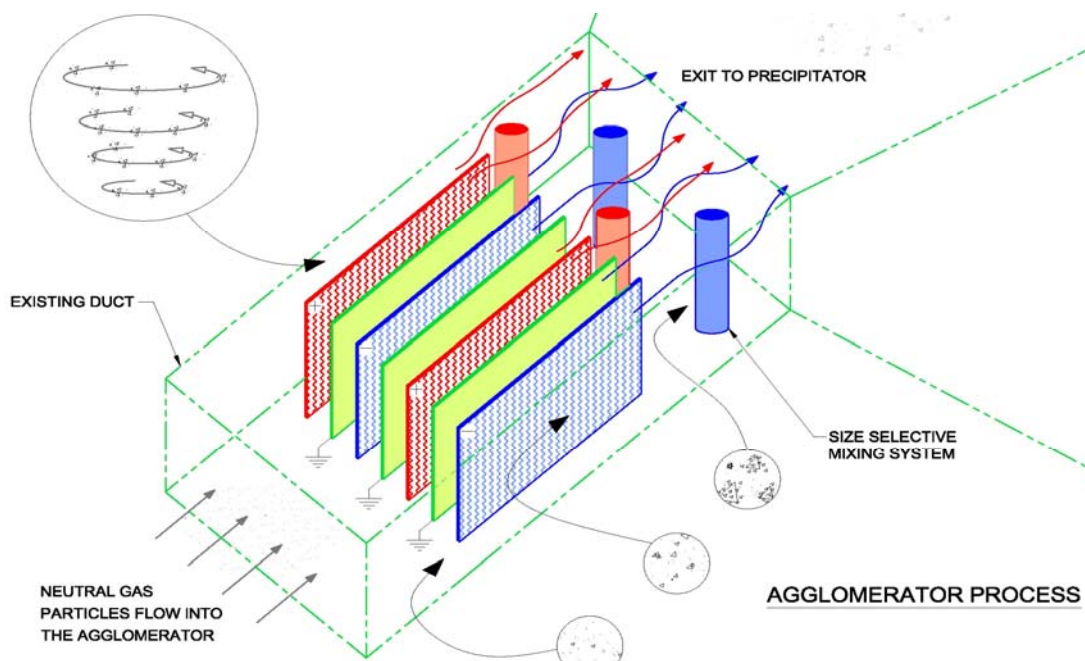 EXIT TO PRECIPITATOR
EXISTING DUCT
+
−
+
−
SIZE SELECTIVE
MIXING SYSTEM
NEUTRAL GAS
PARTICLES FLOW INTO
THE AGGLOMERATOR
AGGLOMERATOR PROCESS